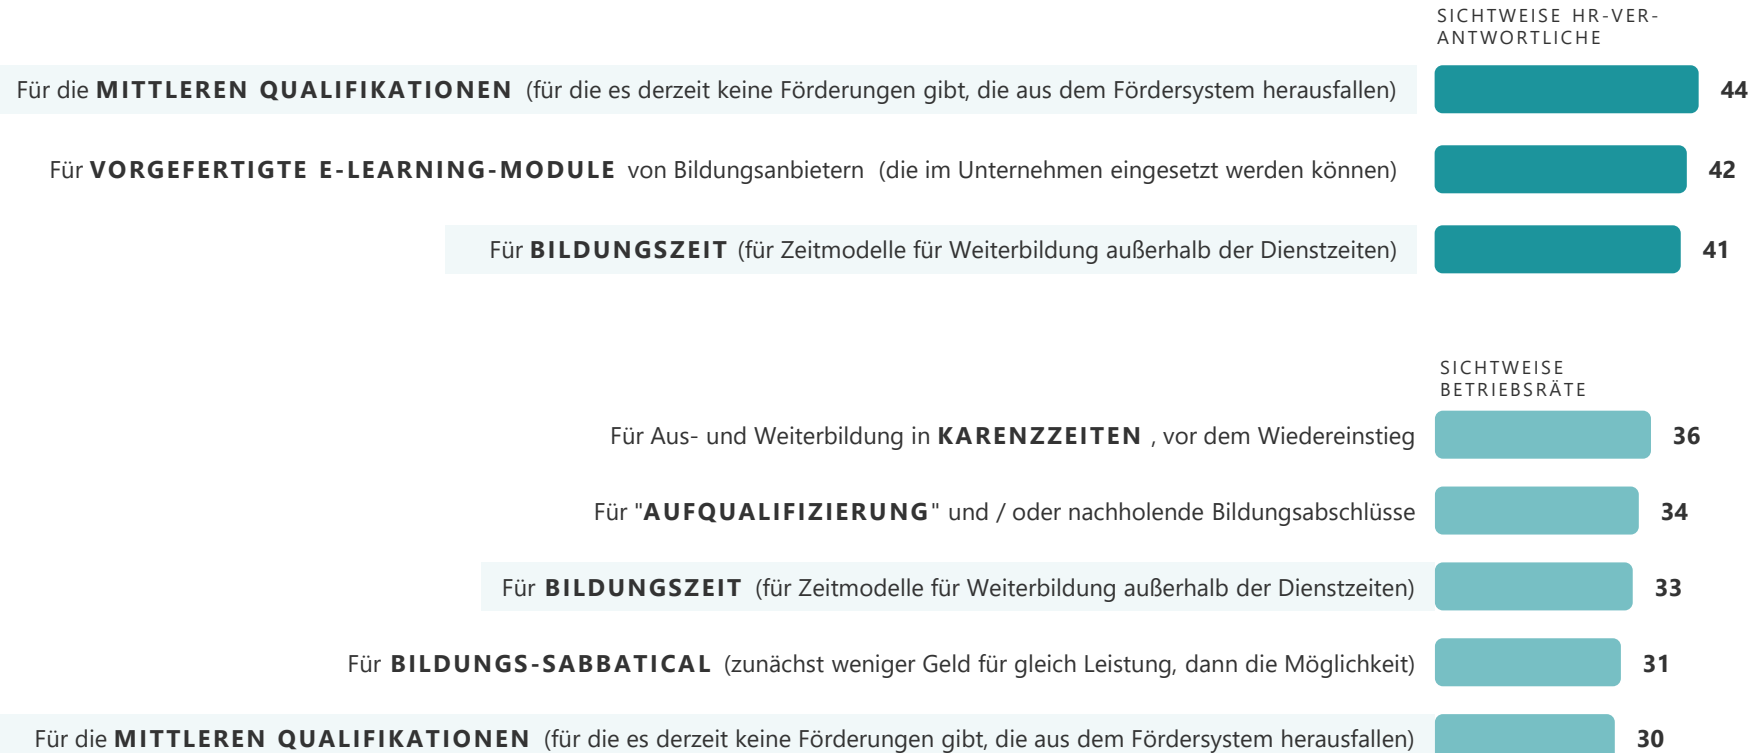 SICHTWEISE HR-VER-
ANTWORTLICHE
Für die MITTLEREN QUALIFIKATIONEN (für die es derzeit keine Förderungen gibt, die aus dem Fördersystem herausfallen) 44
Für VORGEFERTIGTE E-LEARNING-MODULE von Bildungsanbietern (die im Unternehmen eingesetzt werden können) 42
Für BILDUNGSZEIT (für Zeitmodelle für Weiterbildung außerhalb der Dienstzeiten) 41
SICHTWEISE
BETRIEBSRÄTE
Für Aus- und Weiterbildung in KARENZZEITEN , vor dem Wiedereinstieg 36
Für "AUFQUALIFIZIERUNG" und / oder nachholende Bildungsabschlüsse 34
Für BILDUNGSZEIT (für Zeitmodelle für Weiterbildung außerhalb der Dienstzeiten) 33
Für BILDUNGS-SABBATICAL (zunächst weniger Geld für gleich Leistung, dann die Möglichkeit) 31
Für die MITTLEREN QUALIFIKATIONEN (für die es derzeit keine Förderungen gibt, die aus dem Fördersystem herausfallen) 30